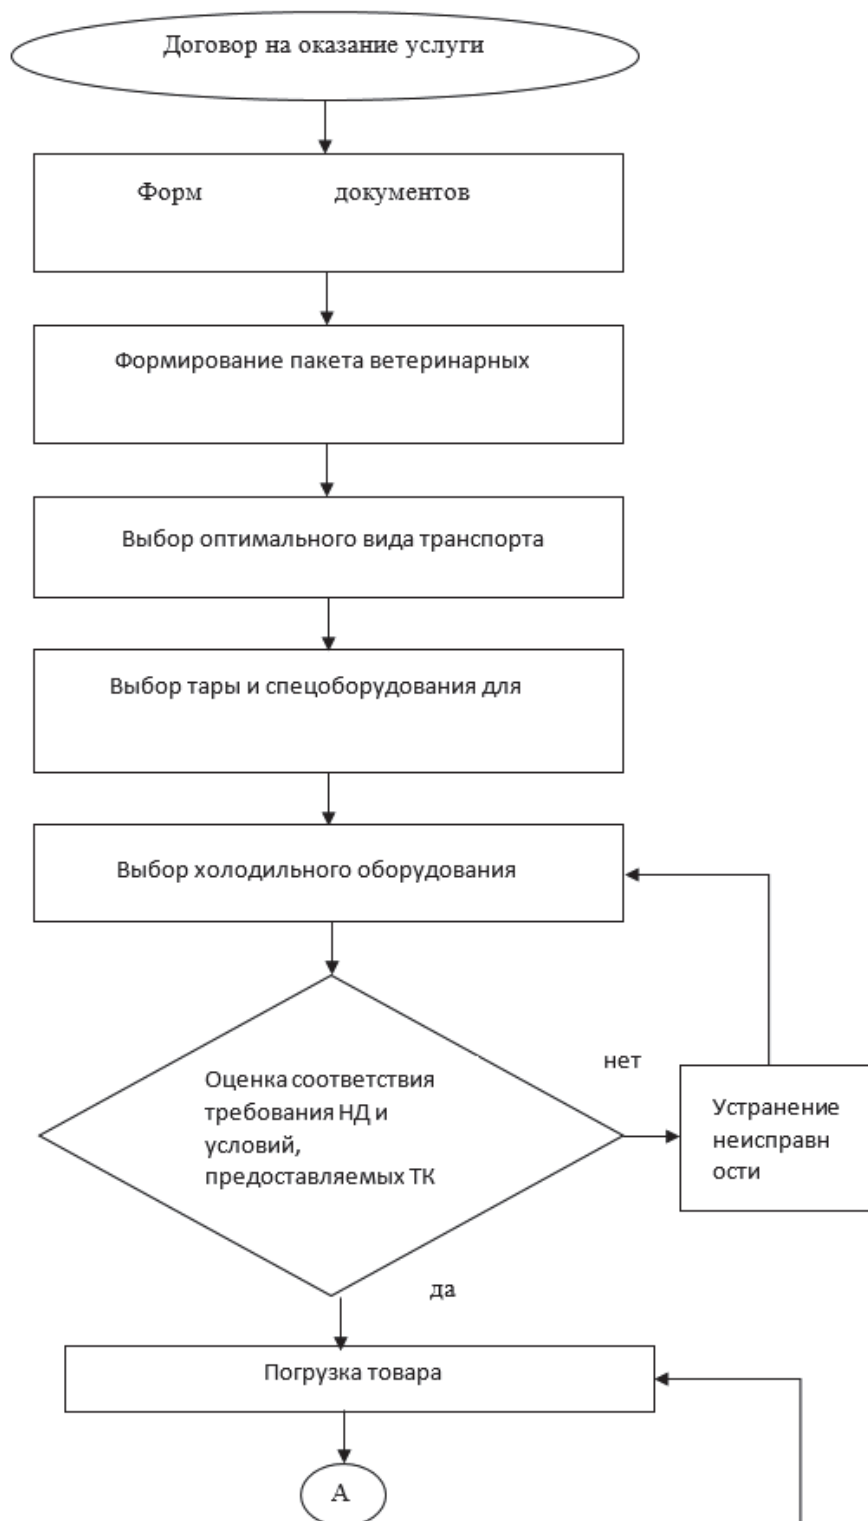 Договор на оказание услуги
Форм документов
Формирование пакета ветеринарных
Выбор оптимального вида транспорта
Выбор тары и спецоборудования для
Выбор холодильного оборудования
нет
Оценка соответствия
требования НД и
условий,
предоставляемых ТК
Устранение
неисправн
ости
да
Погрузка товара
А